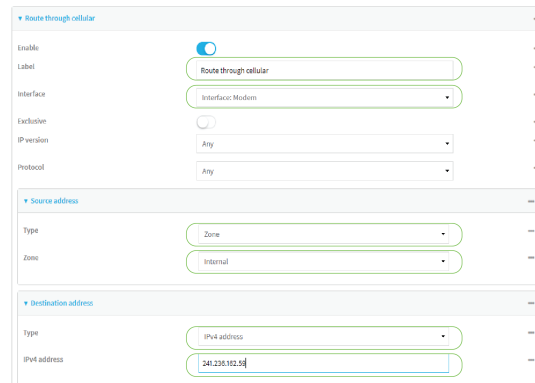 Route through cellular
Enable
Label Route through cellular
Interface Interface: Modem
Exclusive
IP version Any
Protocol Any
Source address
Type Zone
Zone Internal
Destination address
Type IPv4 address
IPv4 address 241.236.162.59